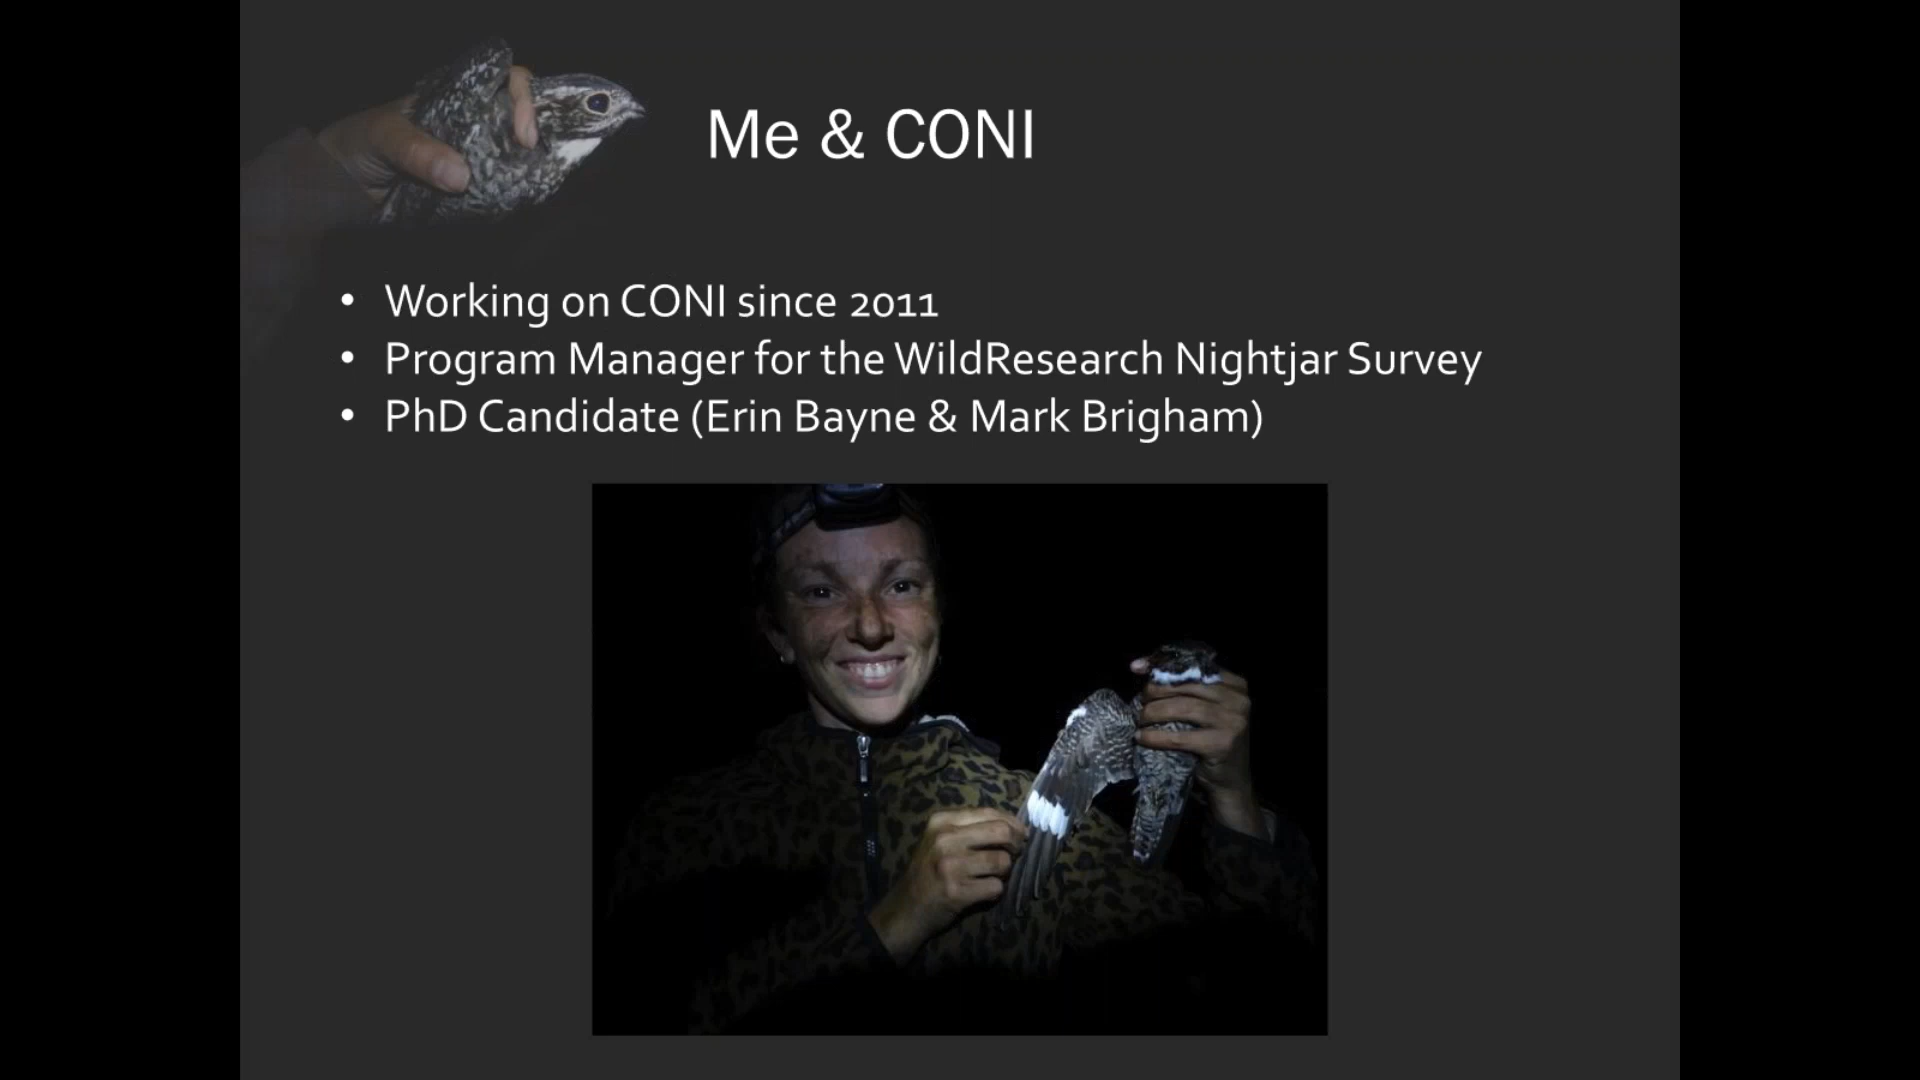 Me & CONI
• Working on CONI since 2011
• Program Manager for the WildResearch Nightjar Survey
• PhD Candidate (Erin Bayne & Mark Brigham)